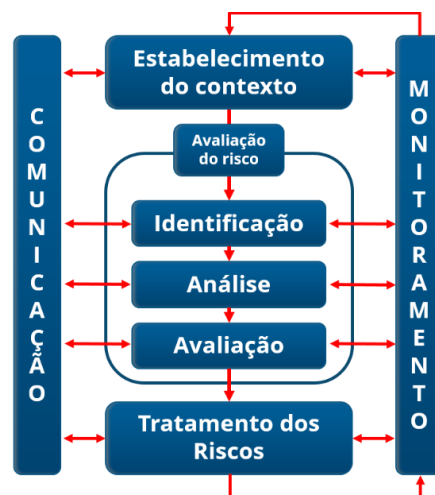 Estabelecimento
do contexto
COMUNICAÇÃO
MONITORAMENTO
Avaliação
do risco
Identificação
Análise
Avaliação
Tratamento dos
Riscos